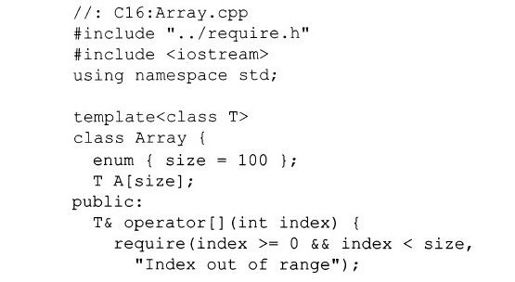 //: C16:Array.cpp
#include "../require.h"
#include <iostream>
using namespace std;

template<class T>
class Array {
  enum { size = 100 };
  T A[size];
public:
  T& operator[](int index) {
    require(index >= 0 && index < size,
      "Index out of range");